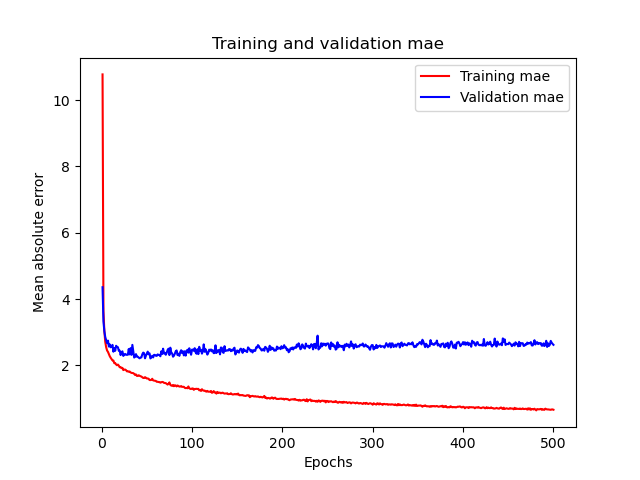 Training and validation mae
Training mae
Validation mae
Mean absolute error
10
8
6
4
2
0
100
200
300
400
500
Epochs